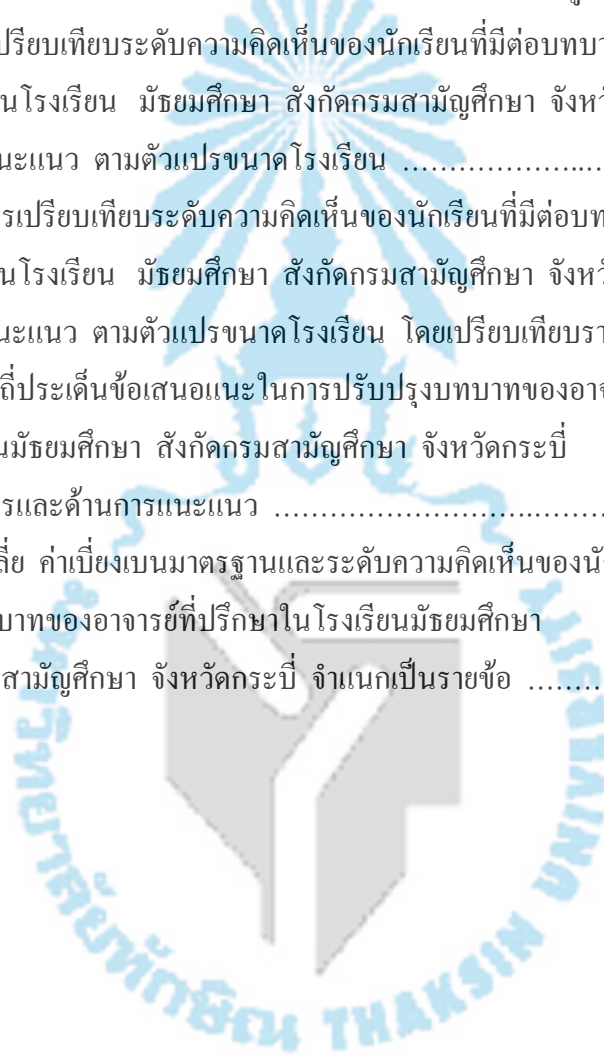 เปรียบเทียบระดับความคิดเห็นของนักเรียนที่มีต่อบทบา
นโรงเรียน มัธยมศึกษา สังกัดกรมสามัญศึกษา จังหวั
นะแนว ตามตัวแปรขนาดโรงเรียน …………………..…
รเปรียบเทียบระดับความคิดเห็นของนักเรียนที่มีต่อบท
นโรงเรียน มัธยมศึกษา สังกัดกรมสามัญศึกษา จังหวั
นะแนว ตามตัวแปรขนาดโรงเรียน โดยเปรียบเทียบรา
ถี่ประเด็นข้อเสนอแนะในการปรับปรุงบทบาทของอาจ
นมัธยมศึกษา สังกัดกรมสามัญศึกษา จังหวัดกระบี่
รและด้านการแนะแนว …………………………..………
ลี่ย ค่าเบี่ยงเบนมาตรฐานและระดับความคิดเห็นของนั
บาทของอาจารย์ที่ปรึกษาในโรงเรียนมัธยมศึกษา
สามัญศึกษา จังหวัดกระบี่ จำแนกเป็นรายข้อ ………
มหาวิทยาลัยทักษิณ THAKSIN UNIVERSITY